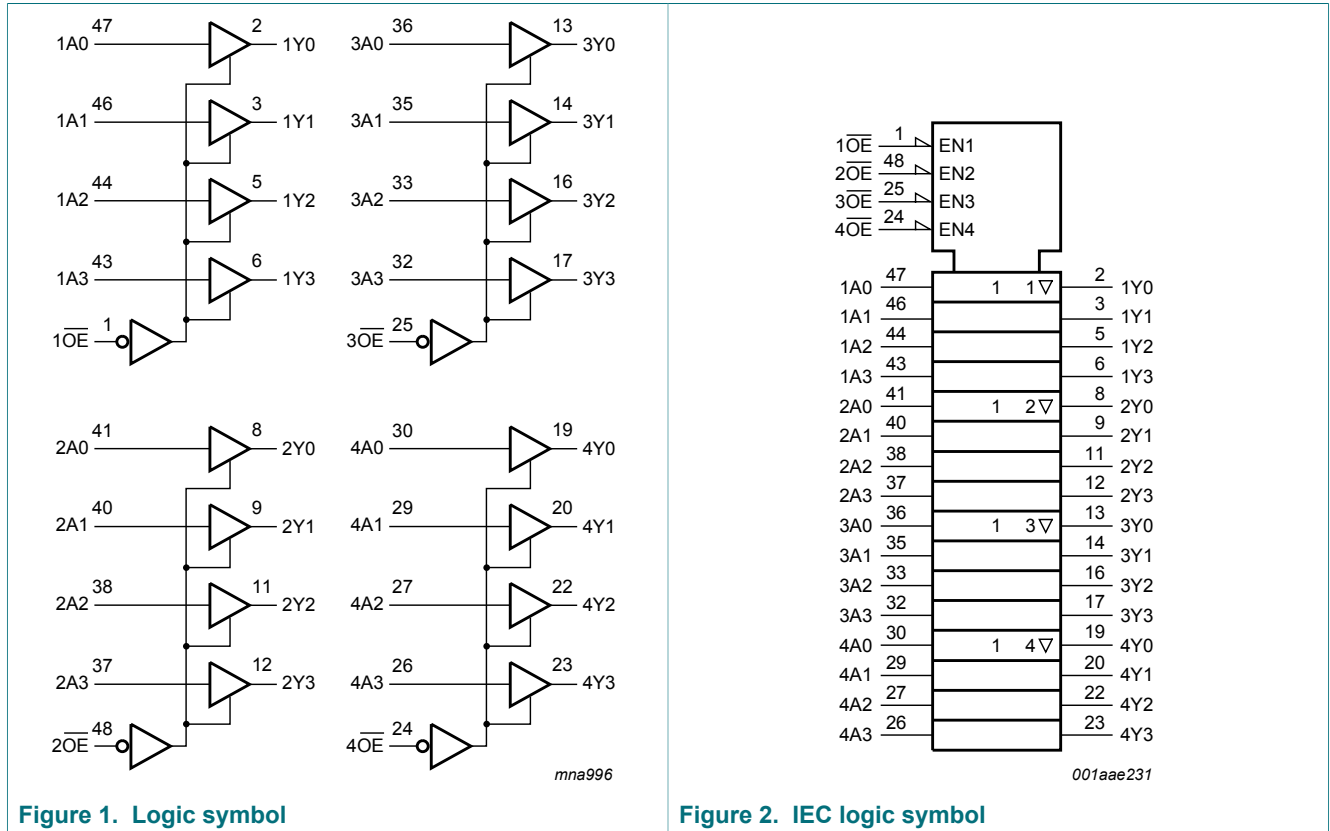 47 2
1A0 1Y0
46 3
1A1 1Y1
44 5
1A2 1Y2
43 6
1A3 1Y3
1
1O̅E̅
36 13
3A0 3Y0
35 14
3A1 3Y1
33 16
3A2 3Y2
32 17
3A3 3Y3
25
3O̅E̅
41 8
2A0 2Y0
40 9
2A1 2Y1
38 11
2A2 2Y2
37 12
2A3 2Y3
48
2O̅E̅
30 19
4A0 4Y0
29 20
4A1 4Y1
27 22
4A2 4Y2
26 23
4A3 4Y3
24
4O̅E̅
mna996
Figure 1. Logic symbol
1O̅E̅ 1 EN1
2O̅E̅ 48 EN2
3O̅E̅ 25 EN3
4O̅E̅ 24 EN4
1A0 47 1 1▽ 2 1Y0
1A1 46 3 1Y1
1A2 44 5 1Y2
1A3 43 6 1Y3
2A0 41 1 2▽ 8 2Y0
2A1 40 9 2Y1
2A2 38 11 2Y2
2A3 37 12 2Y3
3A0 36 1 3▽ 13 3Y0
3A1 35 14 3Y1
3A2 33 16 3Y2
3A3 32 17 3Y3
4A0 30 1 4▽ 19 4Y0
4A1 29 20 4Y1
4A2 27 22 4Y2
4A3 26 23 4Y3
001aae231
Figure 2. IEC logic symbol